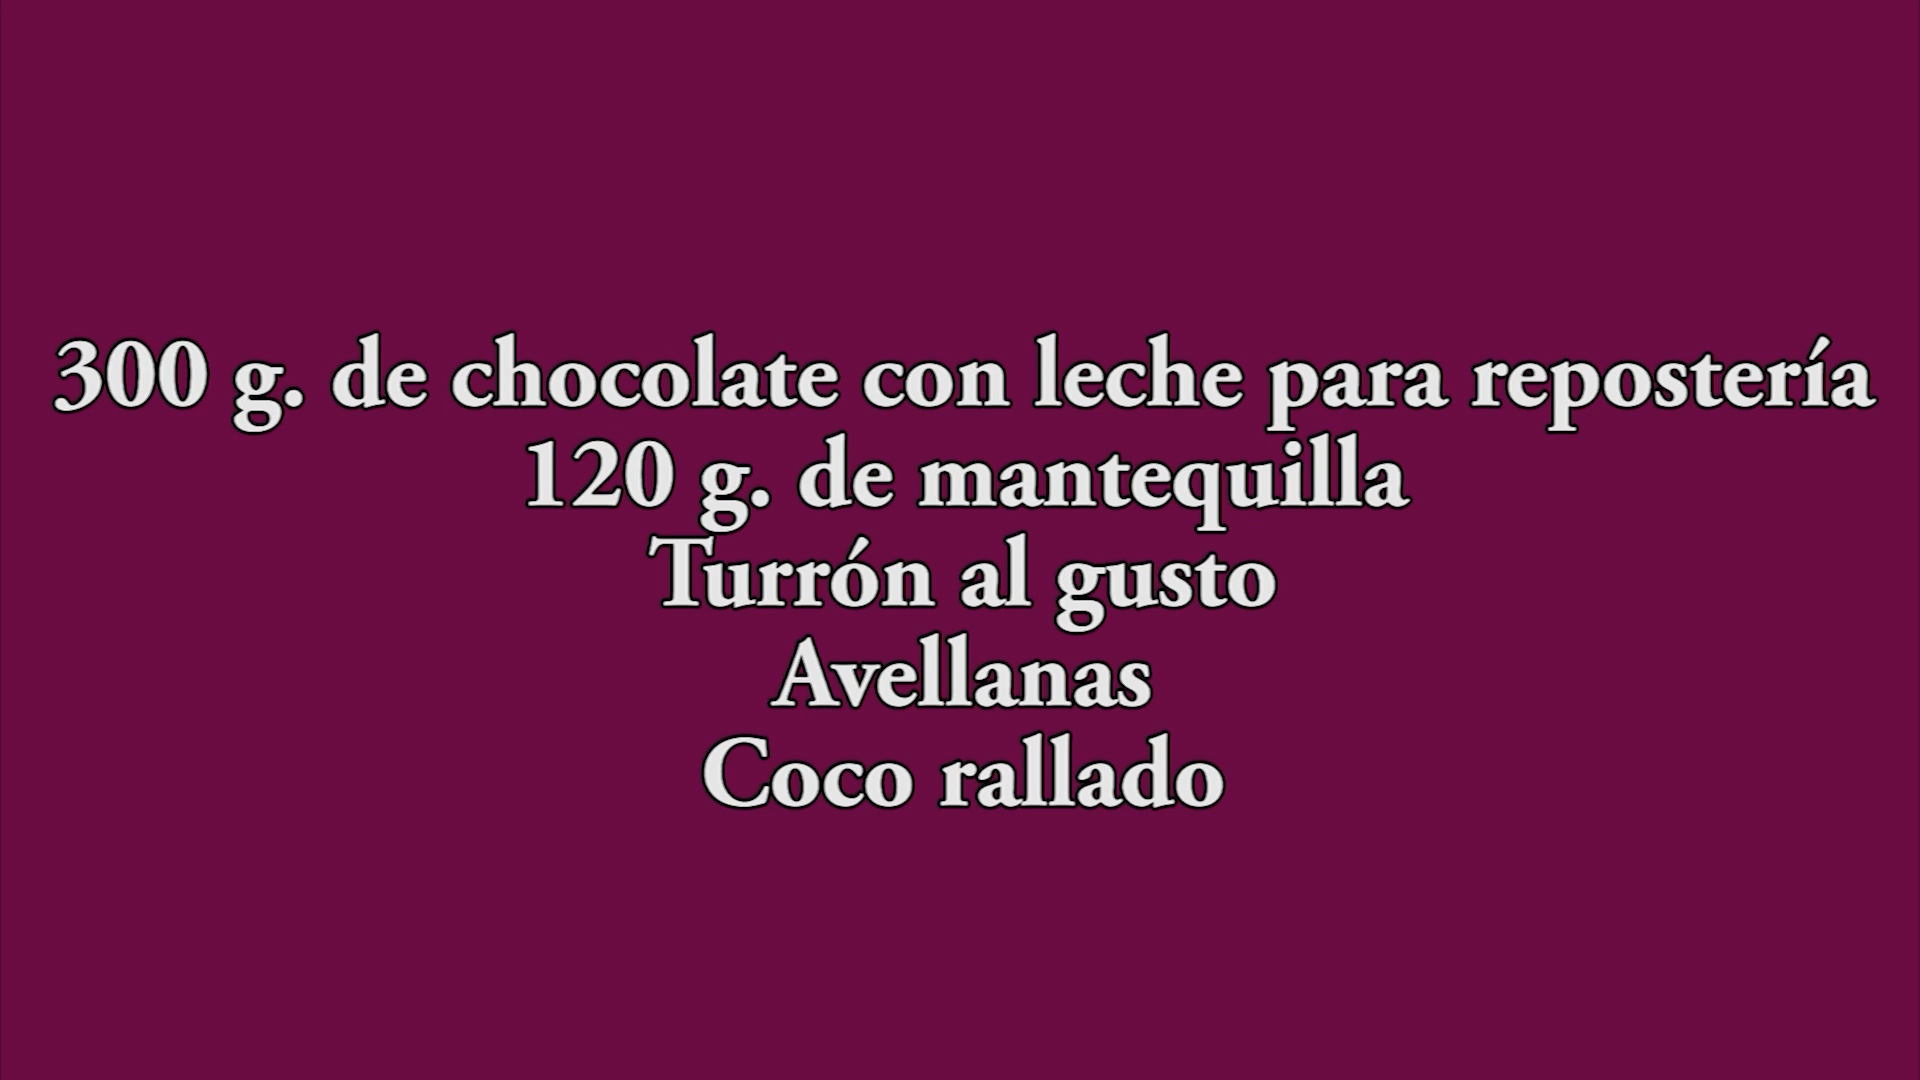 300 g. de chocolate con leche para repostería
120 g. de mantequilla
Turrón al gusto
Avellanas
Coco rallado